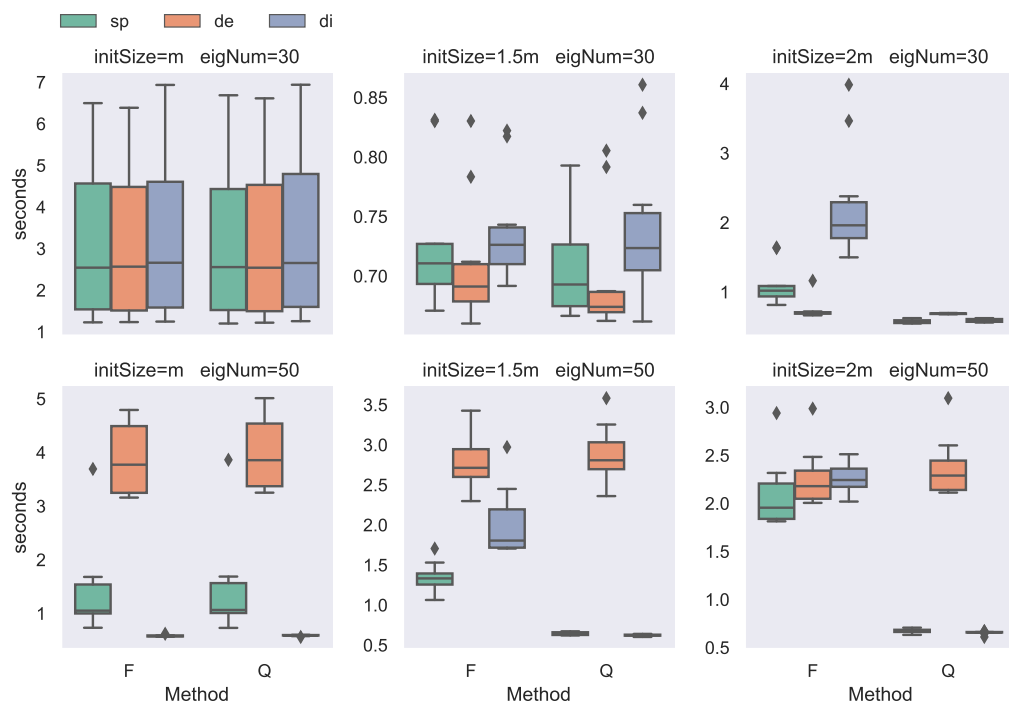 sp de di
initSize=m eigNum=30
initSize=1.5m eigNum=30
initSize=2m eigNum=30
seconds
7
6
5
4
3
2
1
0.85
0.80
0.75
0.70
4
3
2
1
initSize=m eigNum=50
initSize=1.5m eigNum=50
initSize=2m eigNum=50
seconds
5
4
3
2
1
3.5
3.0
2.5
2.0
1.5
1.0
0.5
3.0
2.5
2.0
1.5
1.0
0.5
F Q
F Q
F Q
Method
Method
Method